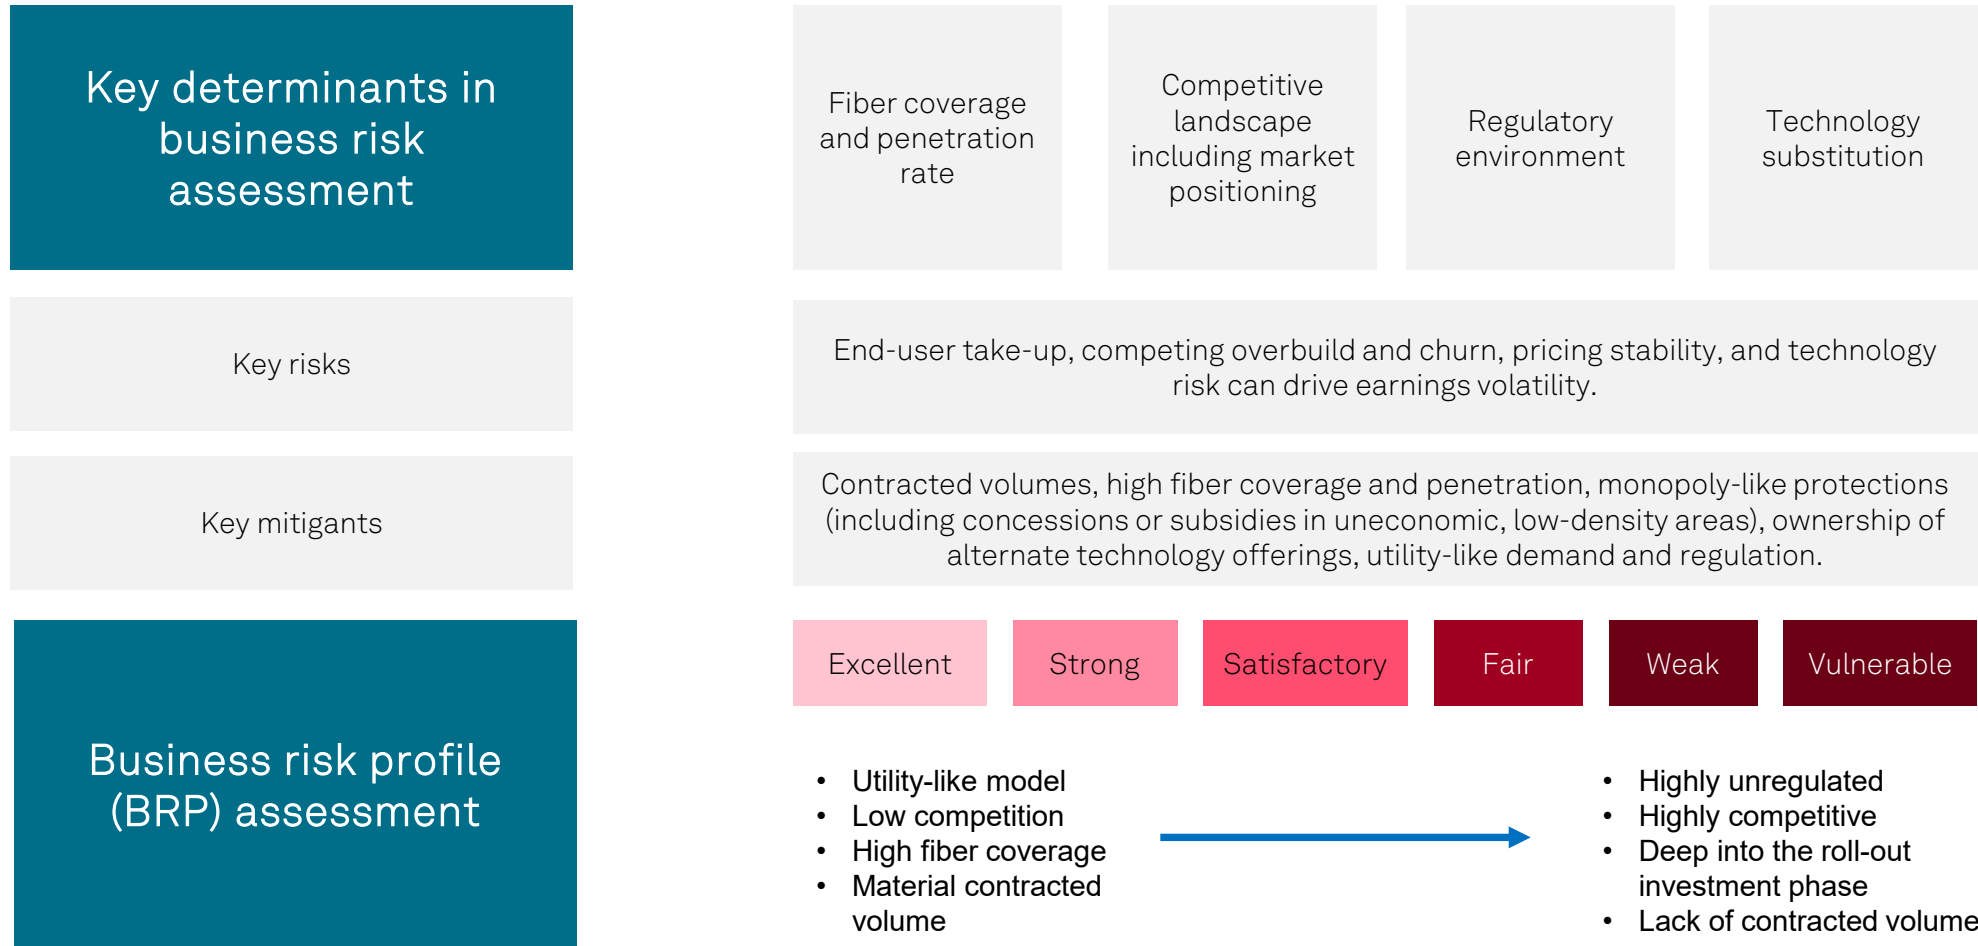 Key determinants in
business risk
assessment
Fiber coverage
and penetration
rate
Competitive
landscape
including market
positioning
Regulatory
environment
Technology
substitution
Key risks
End-user take-up, competing overbuild and churn, pricing stability, and technology
risk can drive earnings volatility.
Key mitigants
Contracted volumes, high fiber coverage and penetration, monopoly-like protections
(including concessions or subsidies in uneconomic, low-density areas), ownership of
alternate technology offerings, utility-like demand and regulation.
Business risk profile
(BRP) assessment
Excellent
Strong
Satisfactory
Fair
Weak
Vulnerable
• Utility-like model
• Low competition
• High fiber coverage
• Material contracted
volume
• Highly unregulated
• Highly competitive
• Deep into the roll-out
investment phase
• Lack of contracted volume